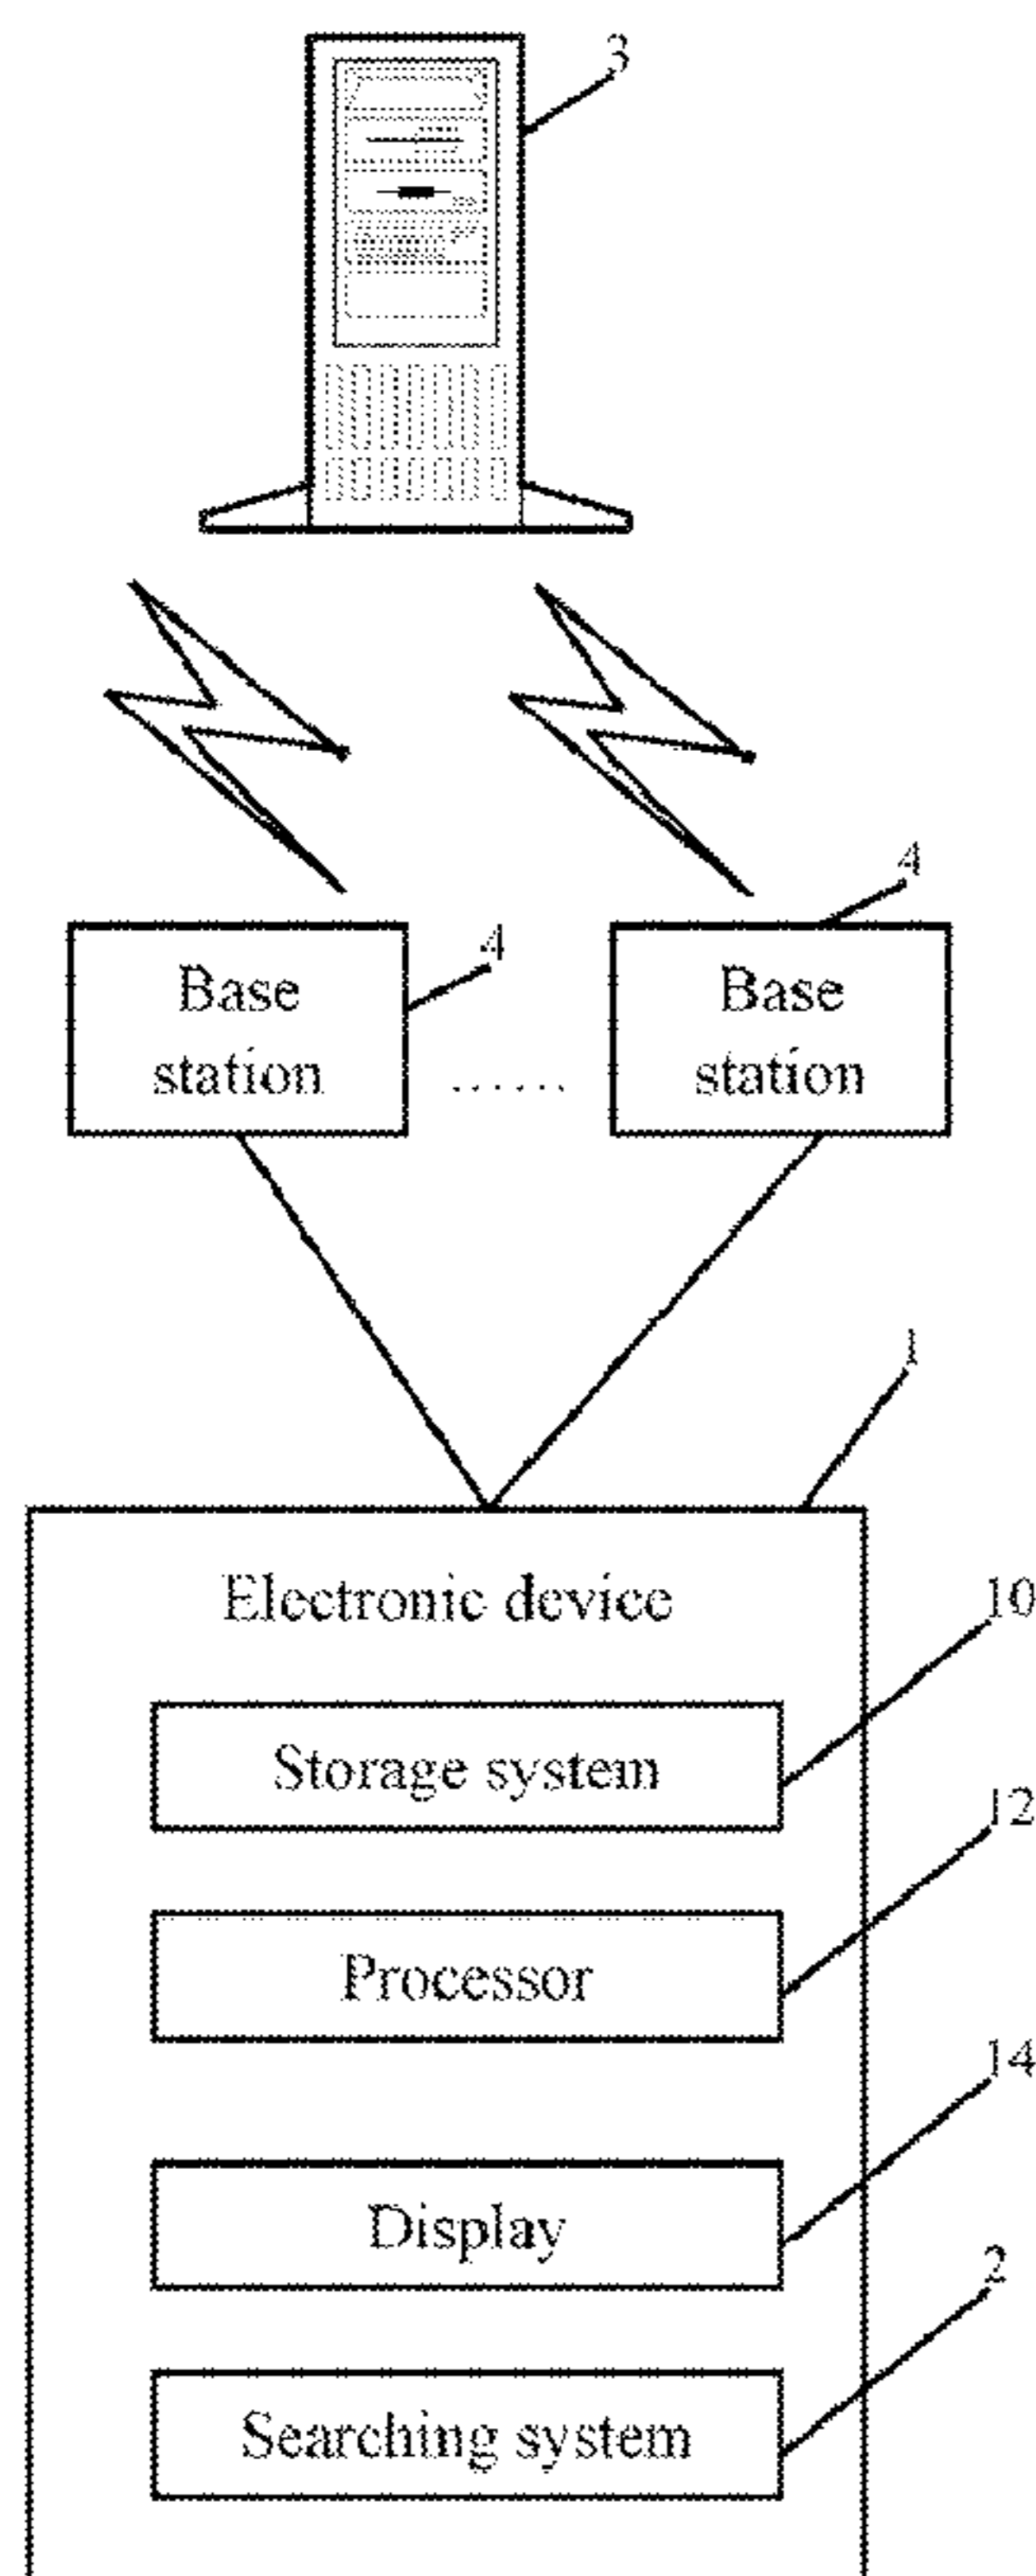 3
4
4
Base
station
......
Base
station
1
Electronic device
10
Storage system
12
Processor
14
Display
2
Searching system